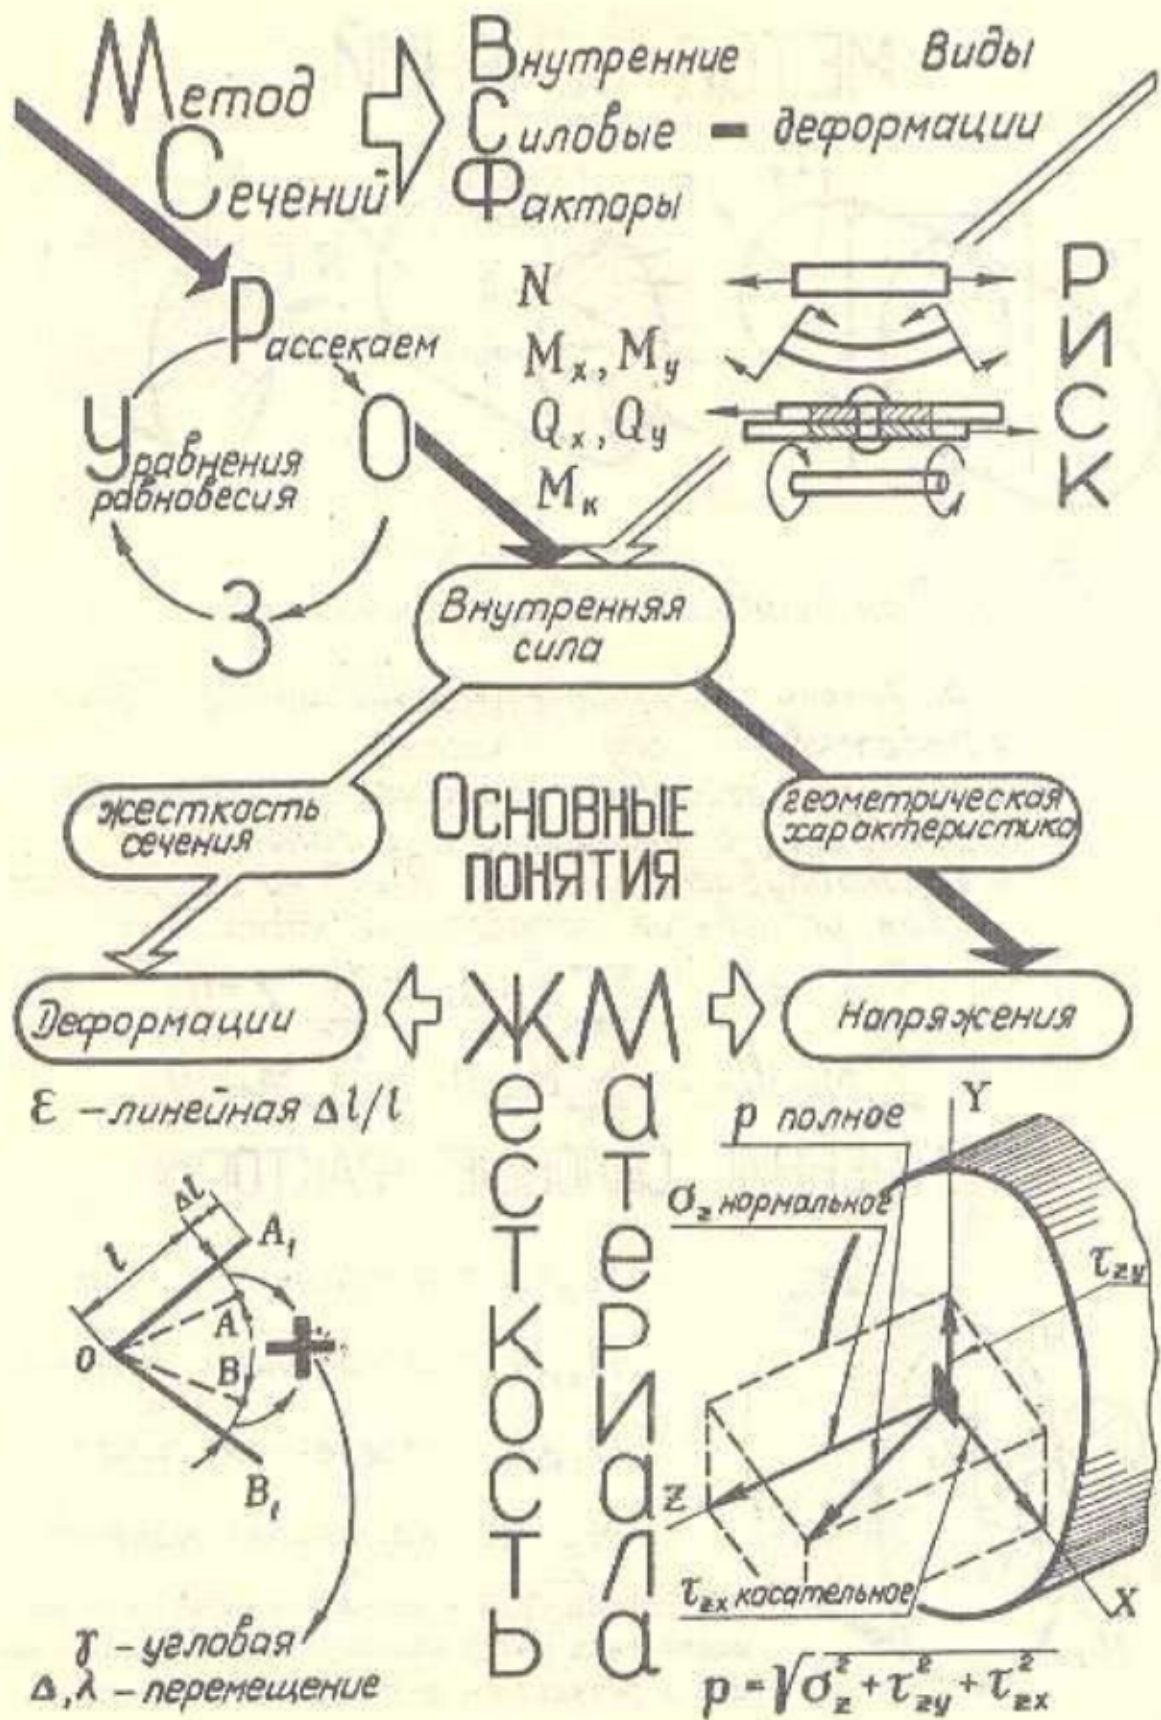 Метод
Сечений
Внутренние
Силовые
Факторы
Виды
– деформации
Рассекаем
О
З
Уравнения
равновесия
N
Mx, My
Qx, Qy
Mк
Р
И
С
К
Внутренняя
сила
жесткость
сечения
ОСНОВНЫЕ
ПОНЯТИЯ
геометрическая
характеристика
Деформации
Жесткость
Материала
Напряжения
ε – линейная Δl/l
Δl
l
A₁
A
O
B
B₁
γ – угловая
Δ, λ – перемещение
p полное
σz нормальное
Y
τzy
Z
τzx касательное
X
p = √σz² + τzy² + τzx²